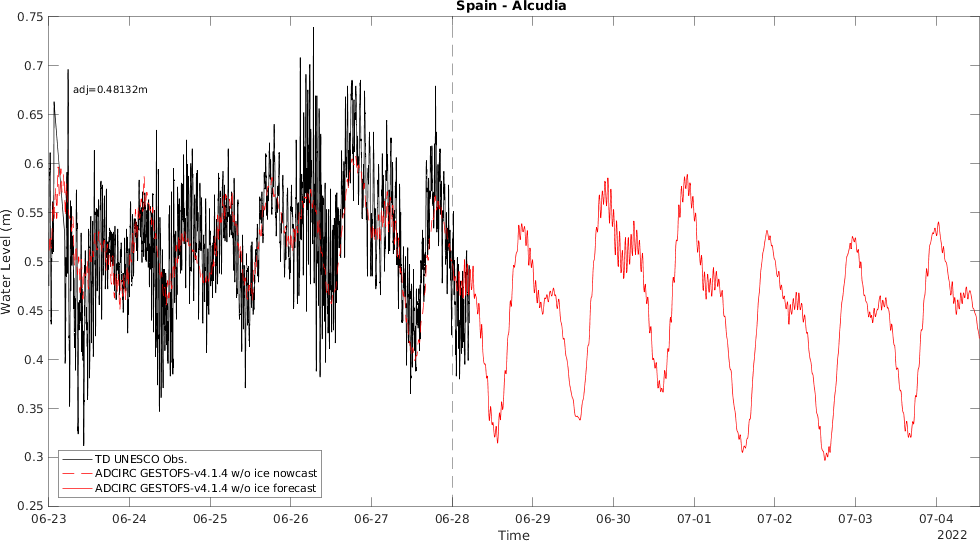 Spain - Alcudia
0.75
0.7
0.65
0.6
0.55
0.5
0.45
0.4
0.35
0.3
0.25
Water Level (m)
adj=0.48132m
TD UNESCO Obs.
ADCIRC GESTOFS-v4.1.4 w/o ice nowcast
ADCIRC GESTOFS-v4.1.4 w/o ice forecast
06-23 06-24 06-25 06-26 06-27 06-28 06-29 06-30 07-01 07-02 07-03 07-04
Time
2022